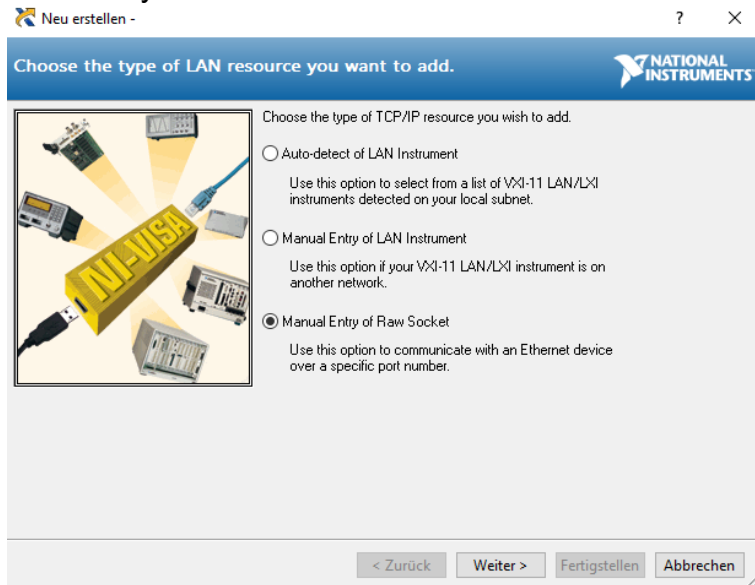 Neu erstellen -
? X
Choose the type of LAN resource you want to add.
NATIONAL
INSTRUMENTS
Choose the type of TCP/IP resource you wish to add.
Auto-detect of LAN Instrument
Use this option to select from a list of VXI-11 LAN/LXI
instruments detected on your local subnet.
Manual Entry of LAN Instrument
Use this option if your VXI-11 LAN/LXI instrument is on
another network.
Manual Entry of Raw Socket
Use this option to communicate with an Ethernet device
over a specific port number.
NI-VISA
< Zurück
Weiter >
Fertigstellen
Abbrechen